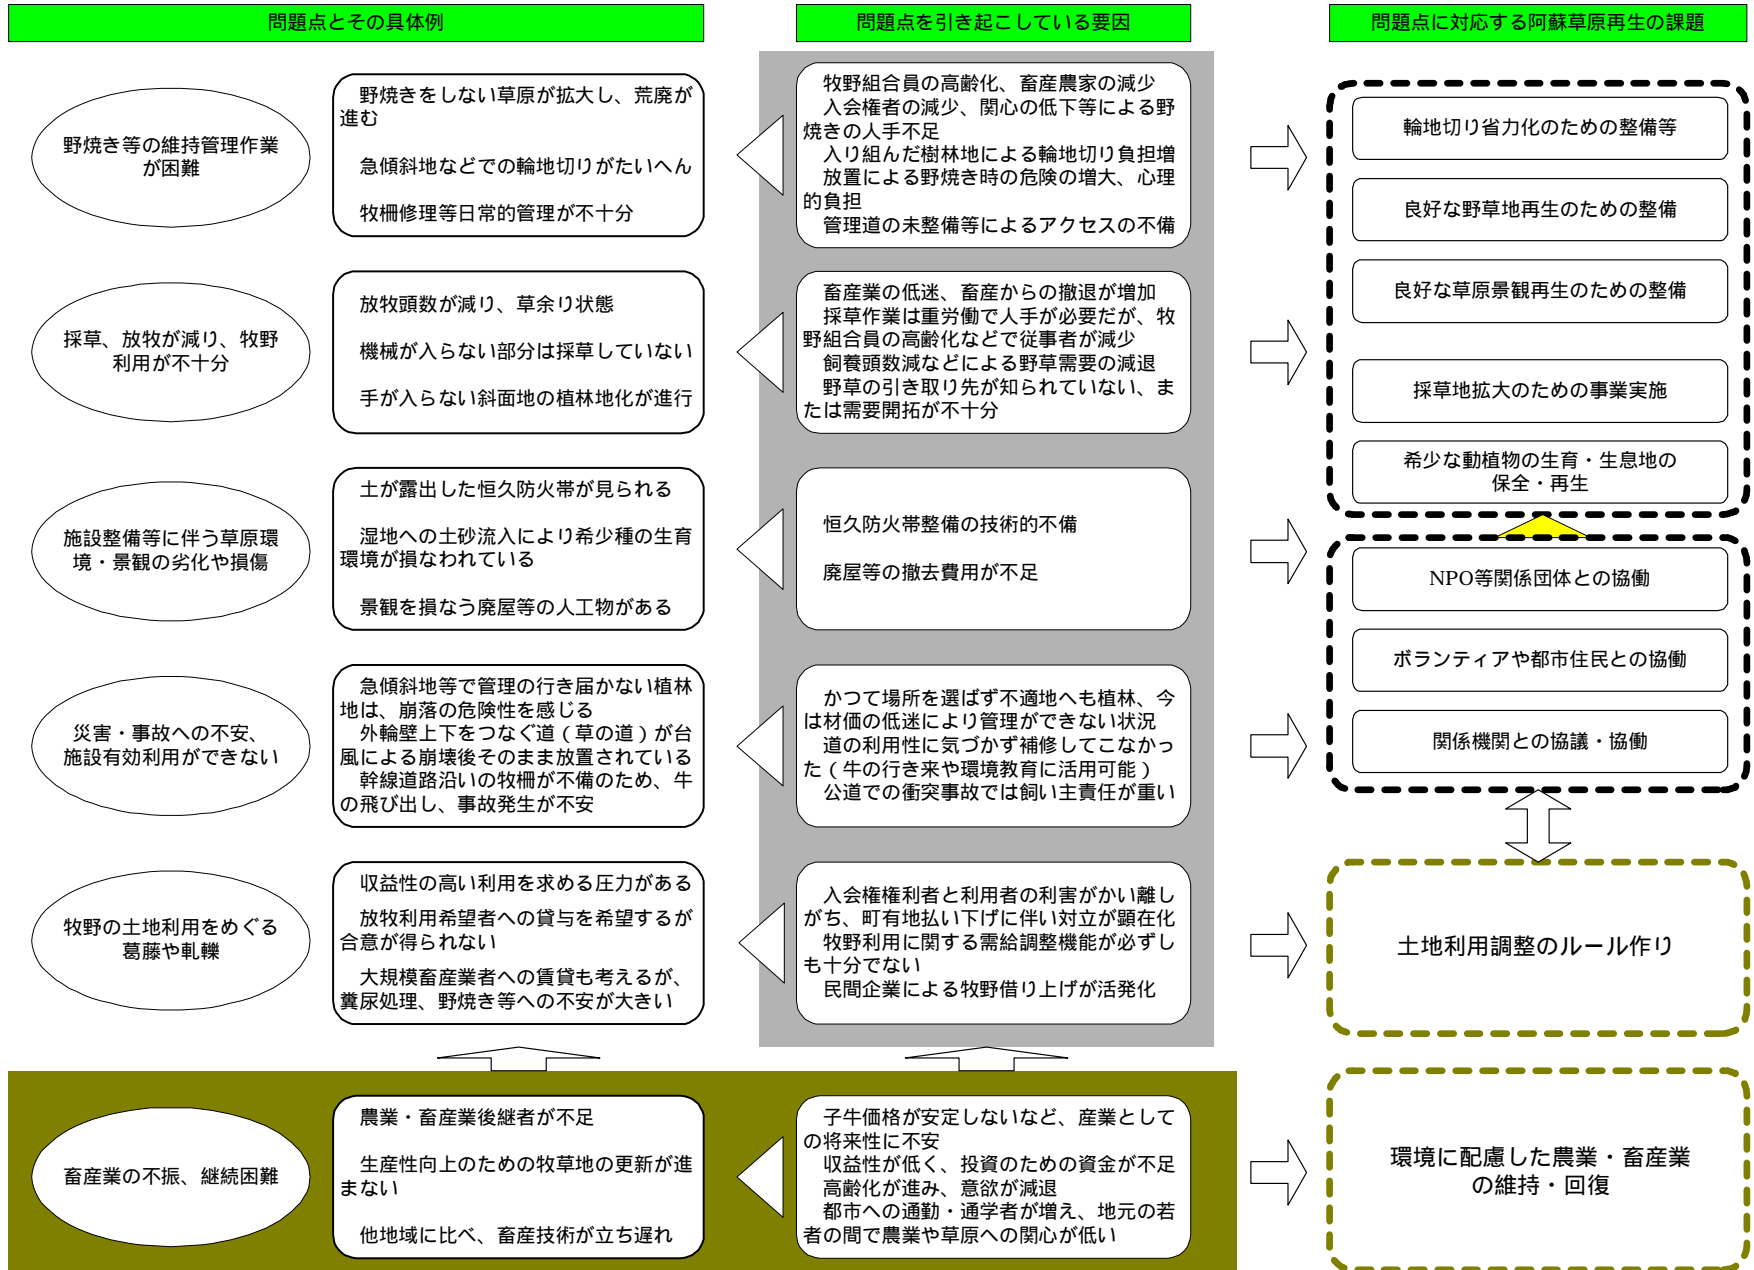 問題点とその具体例
問題点を引き起こしている要因
問題点に対応する阿蘇草原再生の課題
野焼き等の維持管理作業
が困難
野焼きをしない草原が拡大し、荒廃が
進む
急傾斜地などでの輪地切りがたいへん
牧柵修理等日常的管理が不十分
牧野組合員の高齢化、畜産農家の減少
入会権者の減少、関心の低下等による野
焼きの人手不足
入り組んだ樹林地による輪地切り負担増
放置による野焼き時の危険の増大、心理
的負担
管理道の未整備等によるアクセスの不備
採草、放牧が減り、牧野
利用が不十分
放牧頭数が減り、草余り状態
機械が入らない部分は採草していない
手が入らない斜面地の植林地化が進行
畜産業の低迷、畜産からの撤退が増加
採草作業は重労働で人手が必要だが、牧
野組合員の高齢化などで従事者が減少
飼養頭数減などによる野草需要の減退
野草の引き取り先が知られていない、ま
たは需要開拓が不十分
施設整備等に伴う草原環
境・景観の劣化や損傷
土が露出した恒久防火帯が見られる
湿地への土砂流入により希少種の生育
環境が損なわれている
景観を損なう廃屋等の人工物がある
恒久防火帯整備の技術的不備
廃屋等の撤去費用が不足
災害・事故への不安、
施設有効利用ができない
急傾斜地等で管理の行き届かない植林
地は、崩落の危険性を感じる
外輪壁上下をつなぐ道（草の道）が台
風による崩壊後そのまま放置されている
幹線道路沿いの牧柵が不備のため、牛
の飛び出し、事故発生が不安
かつて場所を選ばず不適地へも植林、今
は材価の低迷により管理ができない状況
道の利用性に気づかず補修してこなかっ
た（牛の行き来や環境教育に活用可能）
公道での衝突事故では飼い主責任が重い
牧野の土地利用をめぐる
葛藤や軋轢
収益性の高い利用を求める圧力がある
放牧利用希望者への貸与を希望するが
合意が得られない
大規模畜産業者への賃貸も考えるが、
糞尿処理、野焼き等への不安が大きい
入会権権利者と利用者の利害がかい離し
がち、町有地払い下げに伴い対立が顕在化
牧野利用に関する需給調整機能が必ずし
も十分でない
民間企業による牧野借り上げが活発化
畜産業の不振、継続困難
農業・畜産業後継者が不足
生産性向上のための牧草地の更新が進
まない
他地域に比べ、畜産技術が立ち遅れ
子牛価格が安定しないなど、産業として
の将来性に不安
収益性が低く、投資のための資金が不足
高齢化が進み、意欲が減退
都市への通勤・通学者が増え、地元の若
者の間で農業や草原への関心が低い
輪地切り省力化のための整備等
良好な野草地再生のための整備
良好な草原景観再生のための整備
採草地拡大のための事業実施
希少な動植物の生育・生息地の
保全・再生
NPO等関係団体との協働
ボランティアや都市住民との協働
関係機関との協議・協働
土地利用調整のルール作り
環境に配慮した農業・畜産業
の維持・回復